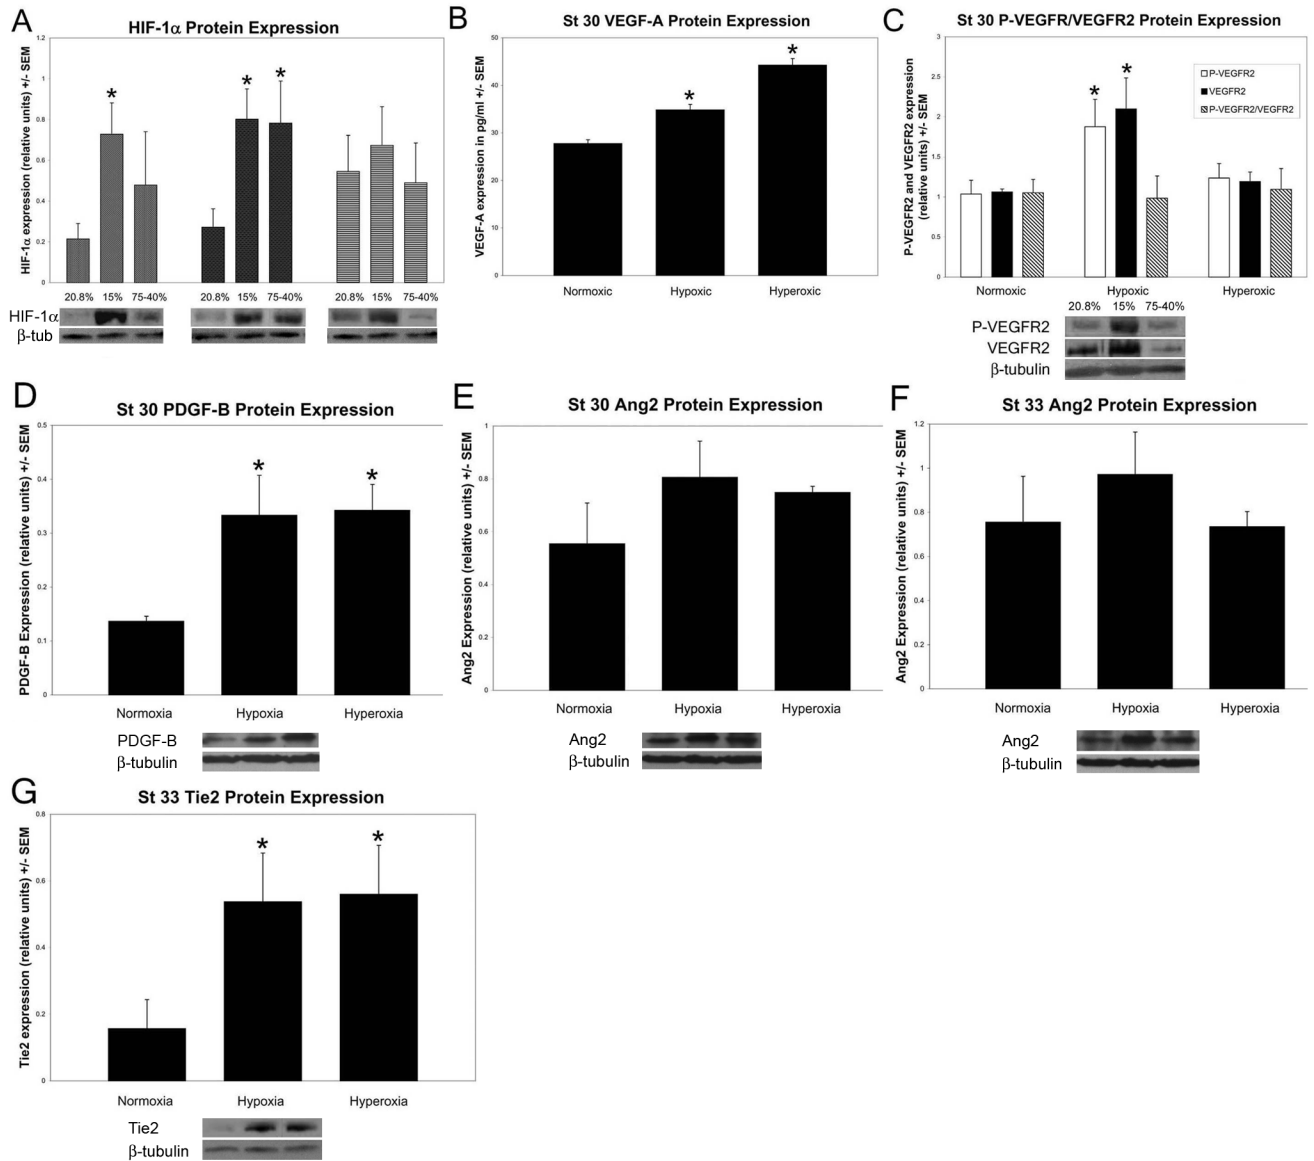 A
HIF-1α Protein Expression
HIF-1α expression (relative units) +/- SEM
1.2
1
0.8
0.6
0.4
0.2
0
20.8% 15% 75-40% 20.8% 15% 75-40% 20.8% 15% 75-40%
* * *
HIF-1α
β-tub
B
St 30 VEGF-A Protein Expression
VEGF-A expression in pg/ml +/- SEM
50
40
30
20
10
0
* *
Normoxic Hypoxic Hyperoxic
C
St 30 P-VEGFR/VEGFR2 Protein Expression
P-VEGFR2 and VEGFR2 expression
(relative units) +/- SEM
3
2.5
2
1.5
1
0.5
0
* *
P-VEGFR2
VEGFR2
P-VEGFR2/VEGFR2
Normoxic Hypoxic Hyperoxic
20.8% 15% 75-40%
P-VEGFR2
VEGFR2
β-tubulin
D
St 30 PDGF-B Protein Expression
PDGF-B Expression (relative units) +/- SEM
0.5
0.4
0.3
0.2
0.1
0
* *
Normoxia Hypoxia Hyperoxia
PDGF-B
β-tubulin
E
St 30 Ang2 Protein Expression
Ang2 Expression (relative units) +/- SEM
1
0.8
0.6
0.4
0.2
0
Normoxia Hypoxia Hyperoxia
Ang2
β-tubulin
F
St 33 Ang2 Protein Expression
Ang2 Expression (relative units) +/- SEM
1.2
1
0.8
0.6
0.4
0.2
0
Normoxia Hypoxia Hyperoxia
Ang2
β-tubulin
G
St 33 Tie2 Protein Expression
Tie2 expression (relative units) +/- SEM
0.8
0.6
0.4
0.2
0
* *
Normoxia Hypoxia Hyperoxia
Tie2
β-tubulin